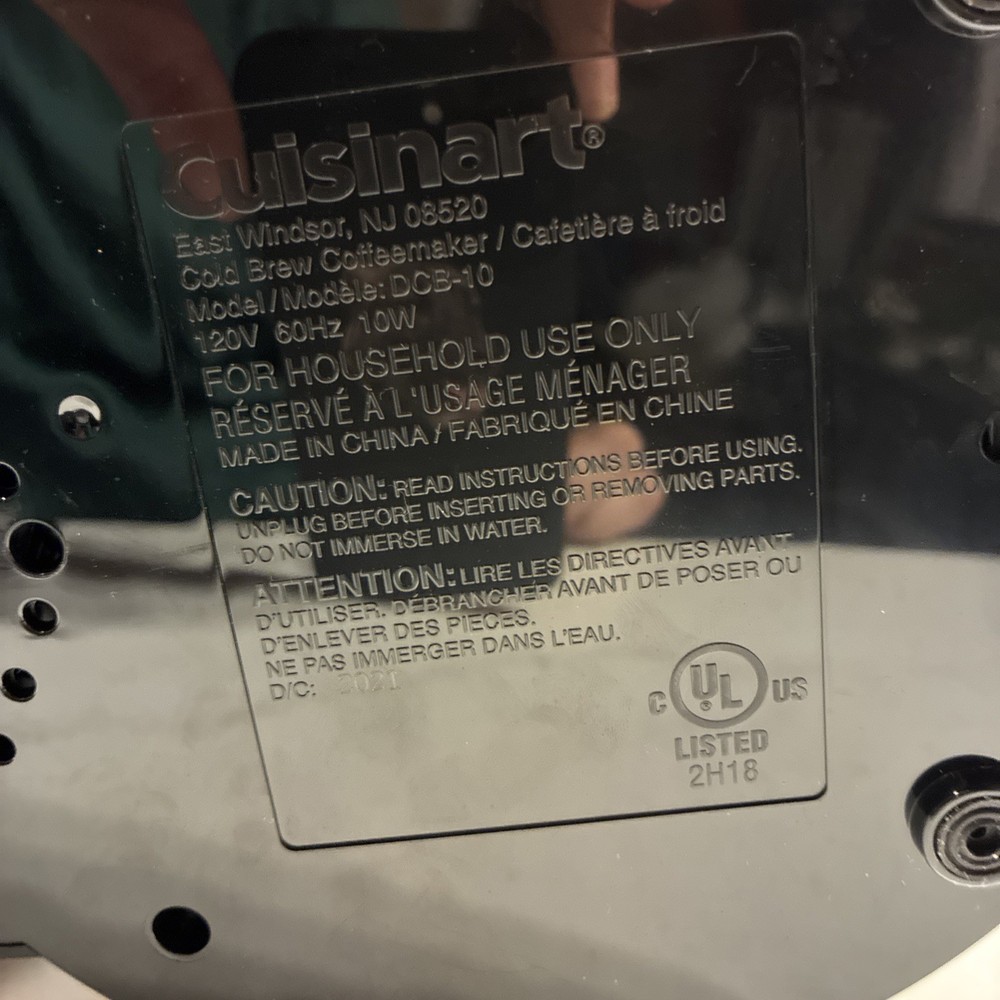 Cuisinart®
East Windsor, NJ 08520
Cold Brew Coffeemaker / Cafetière à froid
Model/Modèle: DCB-10
120V 60Hz 10W
FOR HOUSEHOLD USE ONLY
RÉSERVÉ À L'USAGE MÉNAGER
MADE IN CHINA / FABRIQUÉ EN CHINE
CAUTION: READ INSTRUCTIONS BEFORE USING.
UNPLUG BEFORE INSERTING OR REMOVING PARTS.
DO NOT IMMERSE IN WATER.
ATTENTION: LIRE LES DIRECTIVES AVANT
D'UTILISER. DÉBRANCHER AVANT DE POSER OU
D'ENLEVER DES PIECES.
NE PAS IMMERGER DANS L'EAU.
D/C:
C UL® US
LISTED
2H18